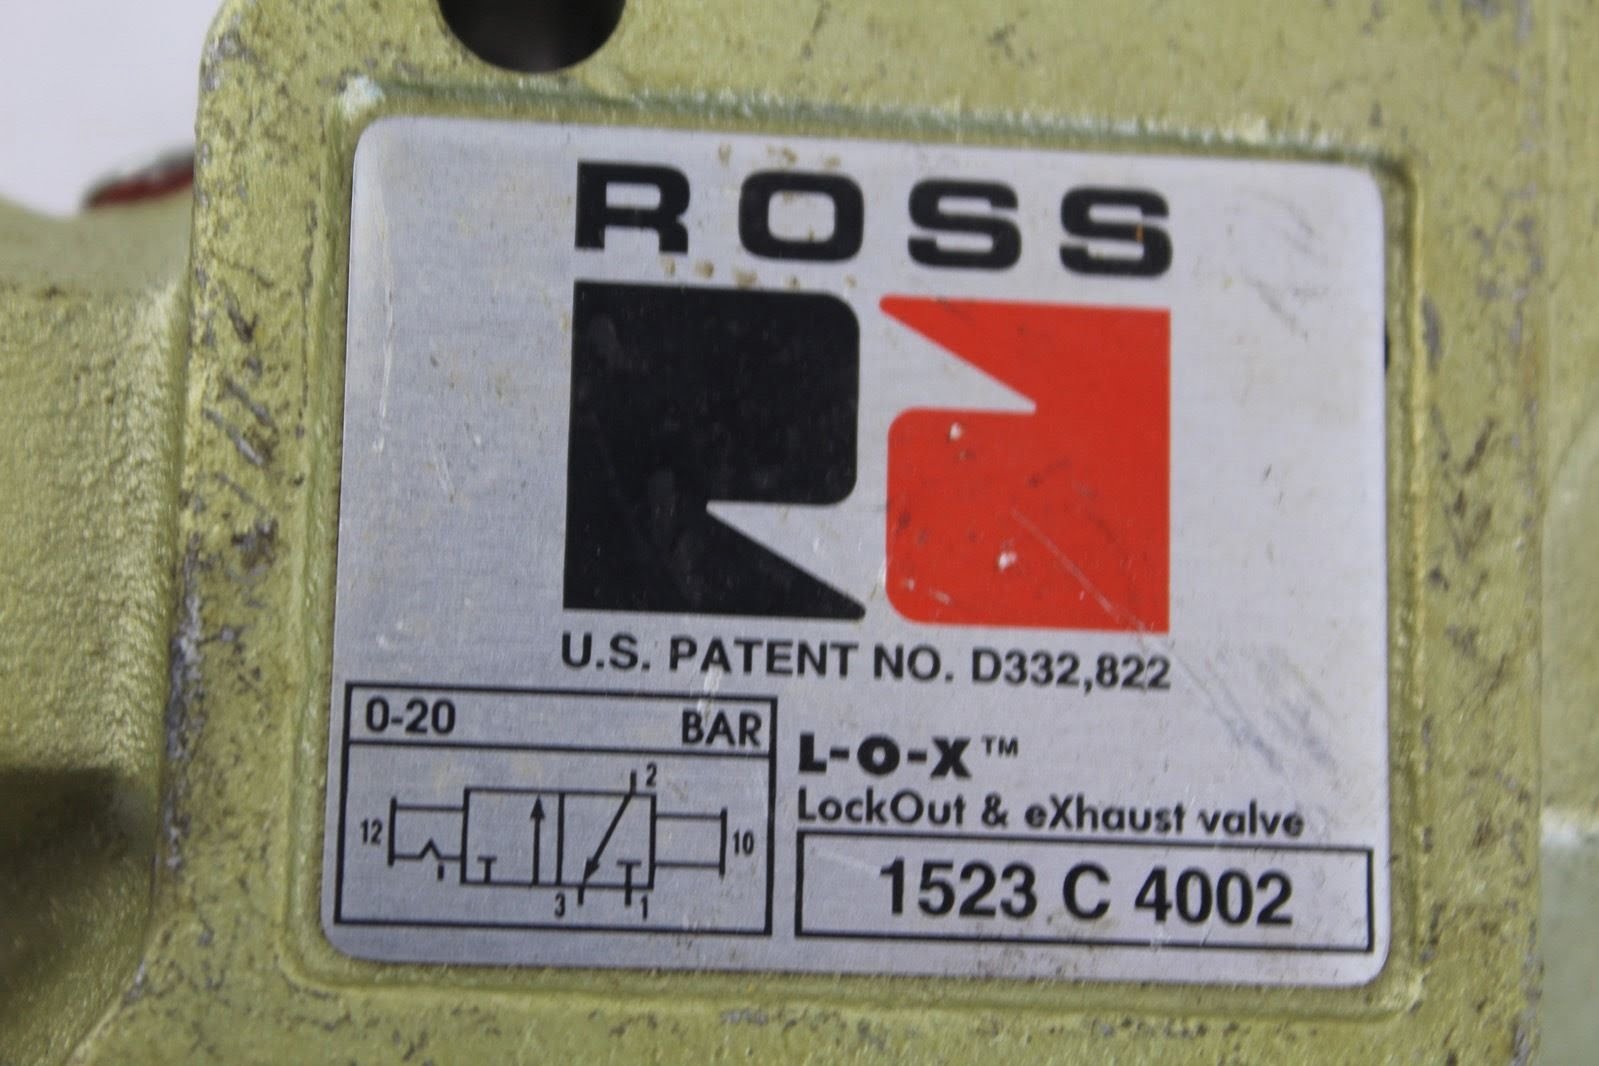 ROSS
U.S. PATENT NO. D332,822
0-20 BAR
2
12
10
3 1
L-O-X™
LockOut & eXhaust valve
1523 C 4002